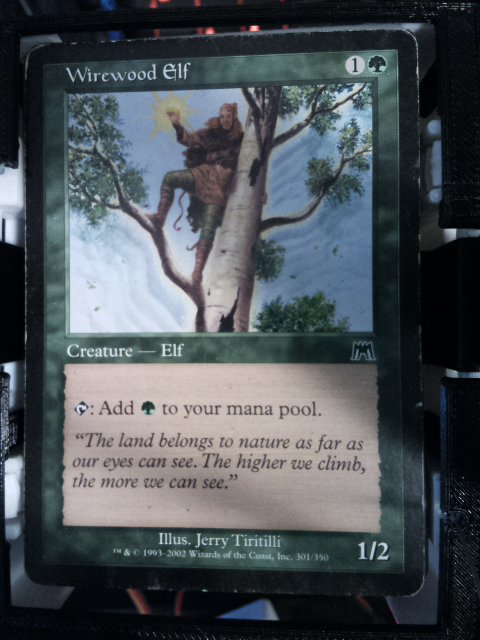 Wirewood Elf
1
Creature — Elf
: Add to your mana pool.
“The land belongs to nature as far as
our eyes can see. The higher we climb,
the more we can see.”
Illus. Jerry Tiritilli
™ & © 1993–2002 Wizards of the Coast, Inc. 301/350
1/2